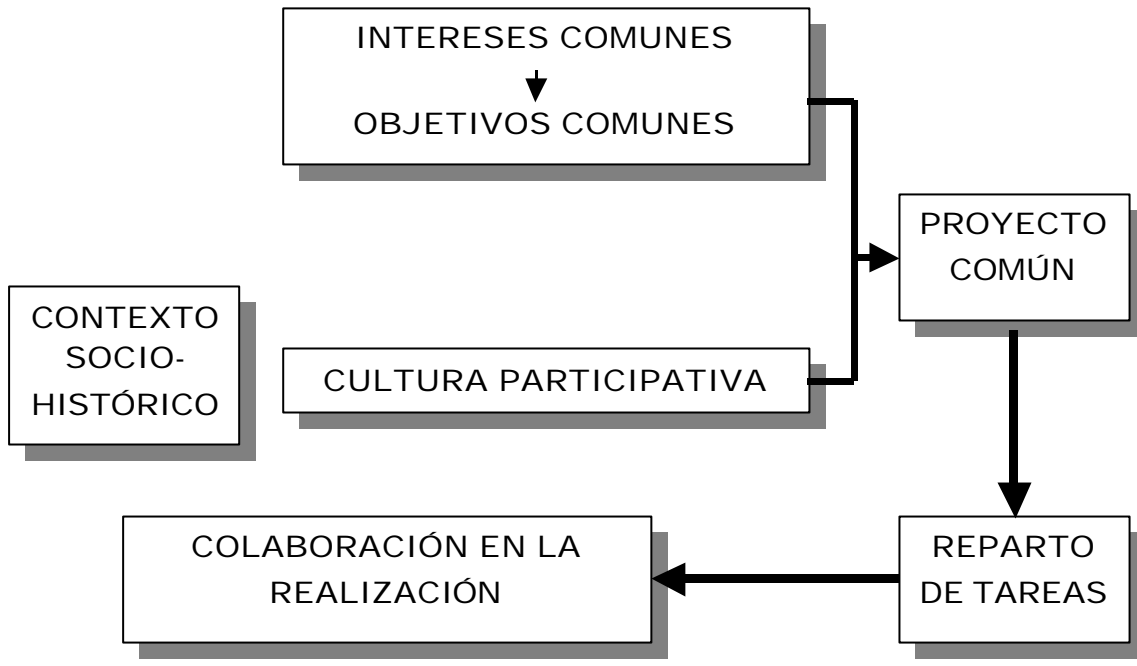 INTERESES COMUNES
OBJETIVOS COMUNES
PROYECTO
COMÚN
CONTEXTO
SOCIO-
HISTÓRICO
CULTURA PARTICIPATIVA
COLABORACIÓN EN LA
REALIZACIÓN
REPARTO
DE TAREAS